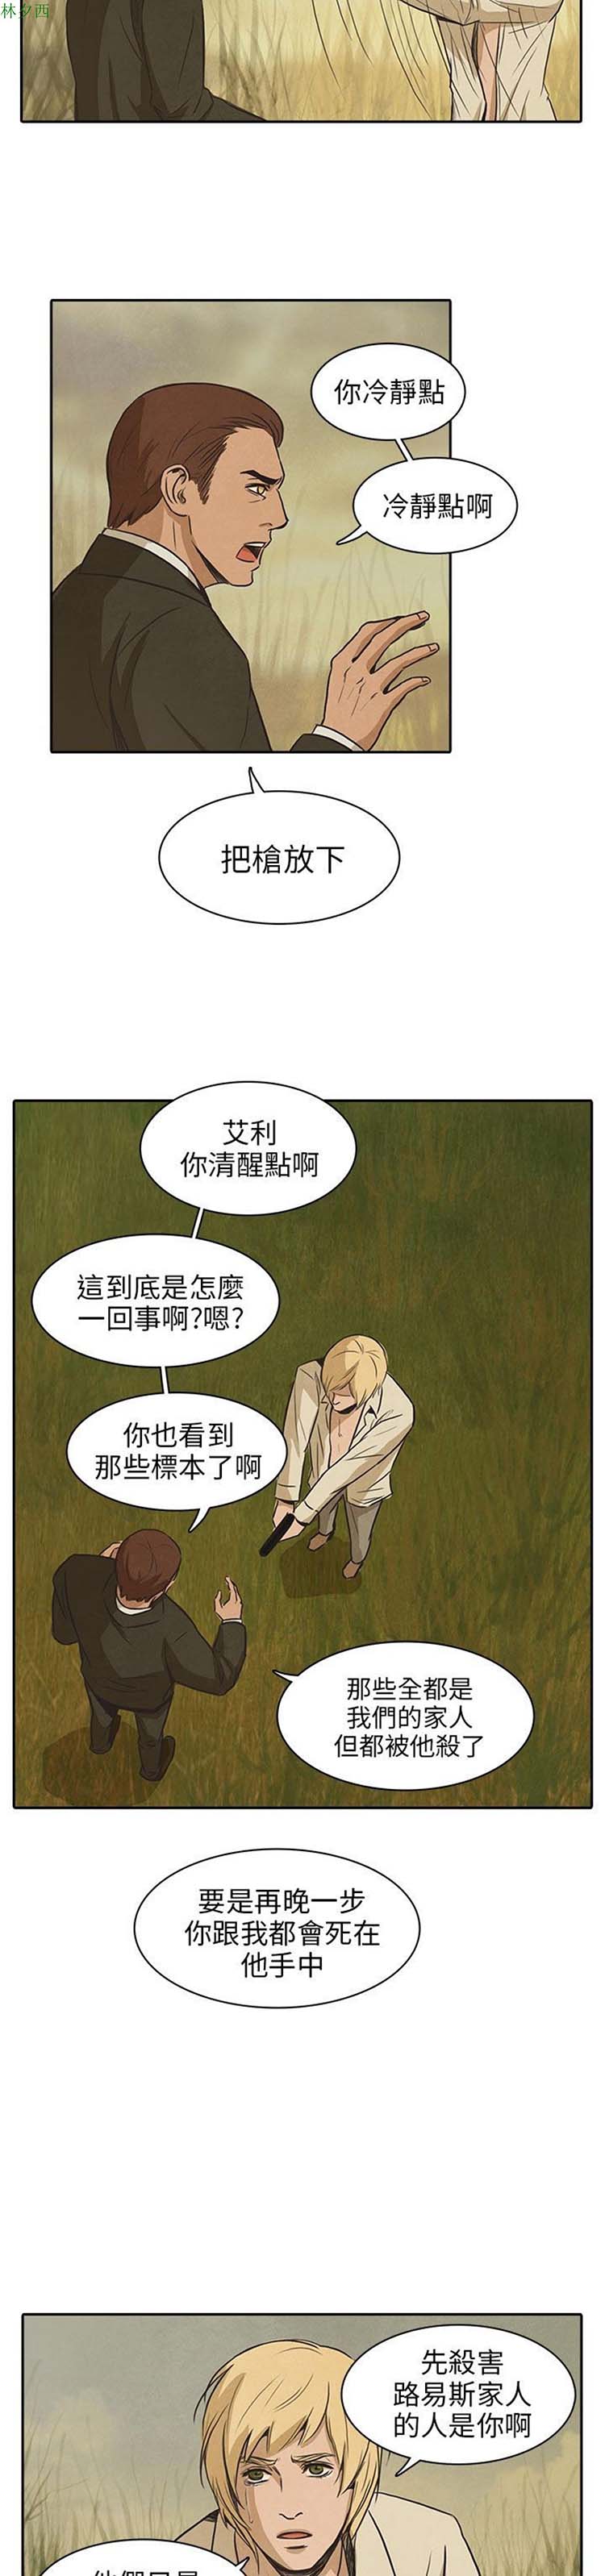 林夕西
你冷靜點
冷靜點啊
把槍放下
艾利
你清醒點啊
這到底是怎麼
一回事啊?嗯?
你也看到
那些標本了啊
那些全都是
我們的家人
但都被他殺了
要是再晚一步
你跟我都會死在
他手中
先殺害
路易斯家人
的人是你啊